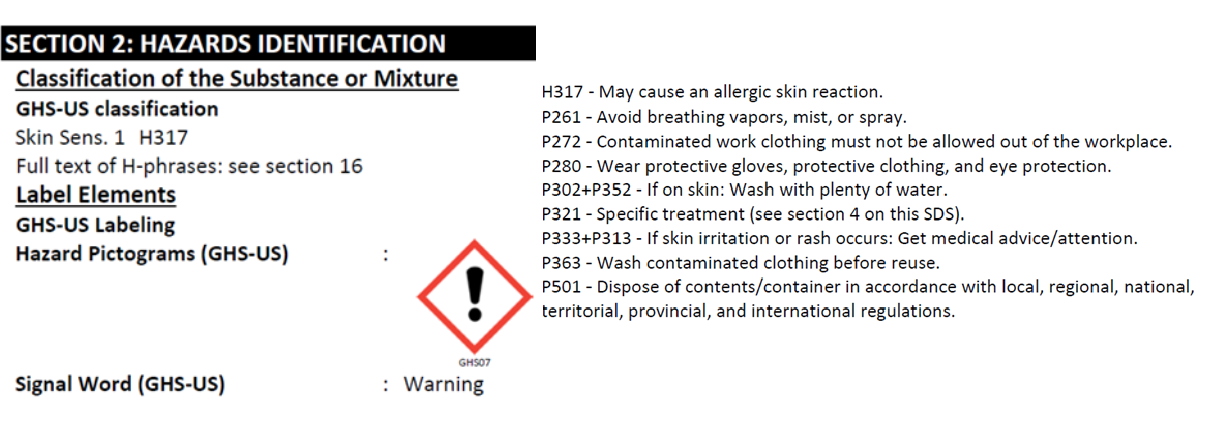 SECTION 2: HAZARDS IDENTIFICATION
Classification of the Substance or Mixture
GHS-US classification
Skin Sens. 1 H317
Full text of H-phrases: see section 16
Label Elements
GHS-US Labeling
Hazard Pictograms (GHS-US) :
GHS07
Signal Word (GHS-US) : Warning
H317 - May cause an allergic skin reaction.
P261 - Avoid breathing vapors, mist, or spray.
P272 - Contaminated work clothing must not be allowed out of the workplace.
P280 - Wear protective gloves, protective clothing, and eye protection.
P302+P352 - If on skin: Wash with plenty of water.
P321 - Specific treatment (see section 4 on this SDS).
P333+P313 - If skin irritation or rash occurs: Get medical advice/attention.
P363 - Wash contaminated clothing before reuse.
P501 - Dispose of contents/container in accordance with local, regional, national,
territorial, provincial, and international regulations.